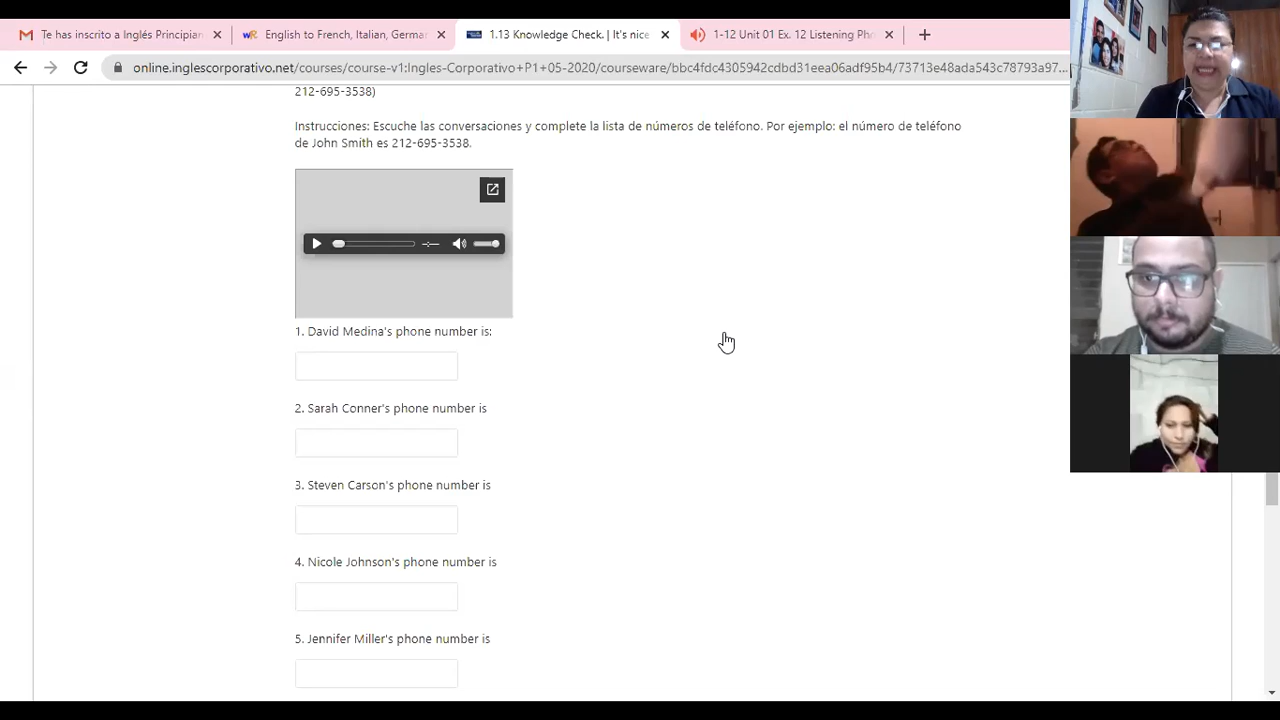 Te has inscrito a Inglés Principian
English to French, Italian, Germa
1.13 Knowledge Check. | It's nice
1-12 Unit 01 Ex. 12 Listening Ph
online.inglescorporativo.net/courses/course-v1:Ingles-Corporativo+P1+05-2020/courseware/bbc4fdc4305942cdbd31eea06adf95b4/73713e48ada543c78793a97...
212-695-3538)
Instrucciones: Escuche las conversaciones y complete la lista de números de teléfono. Por ejemplo: el número de teléfono
de John Smith es 212-695-3538.
1. David Medina's phone number is:
2. Sarah Conner's phone number is
3. Steven Carson's phone number is
4. Nicole Johnson's phone number is
5. Jennifer Miller's phone number is